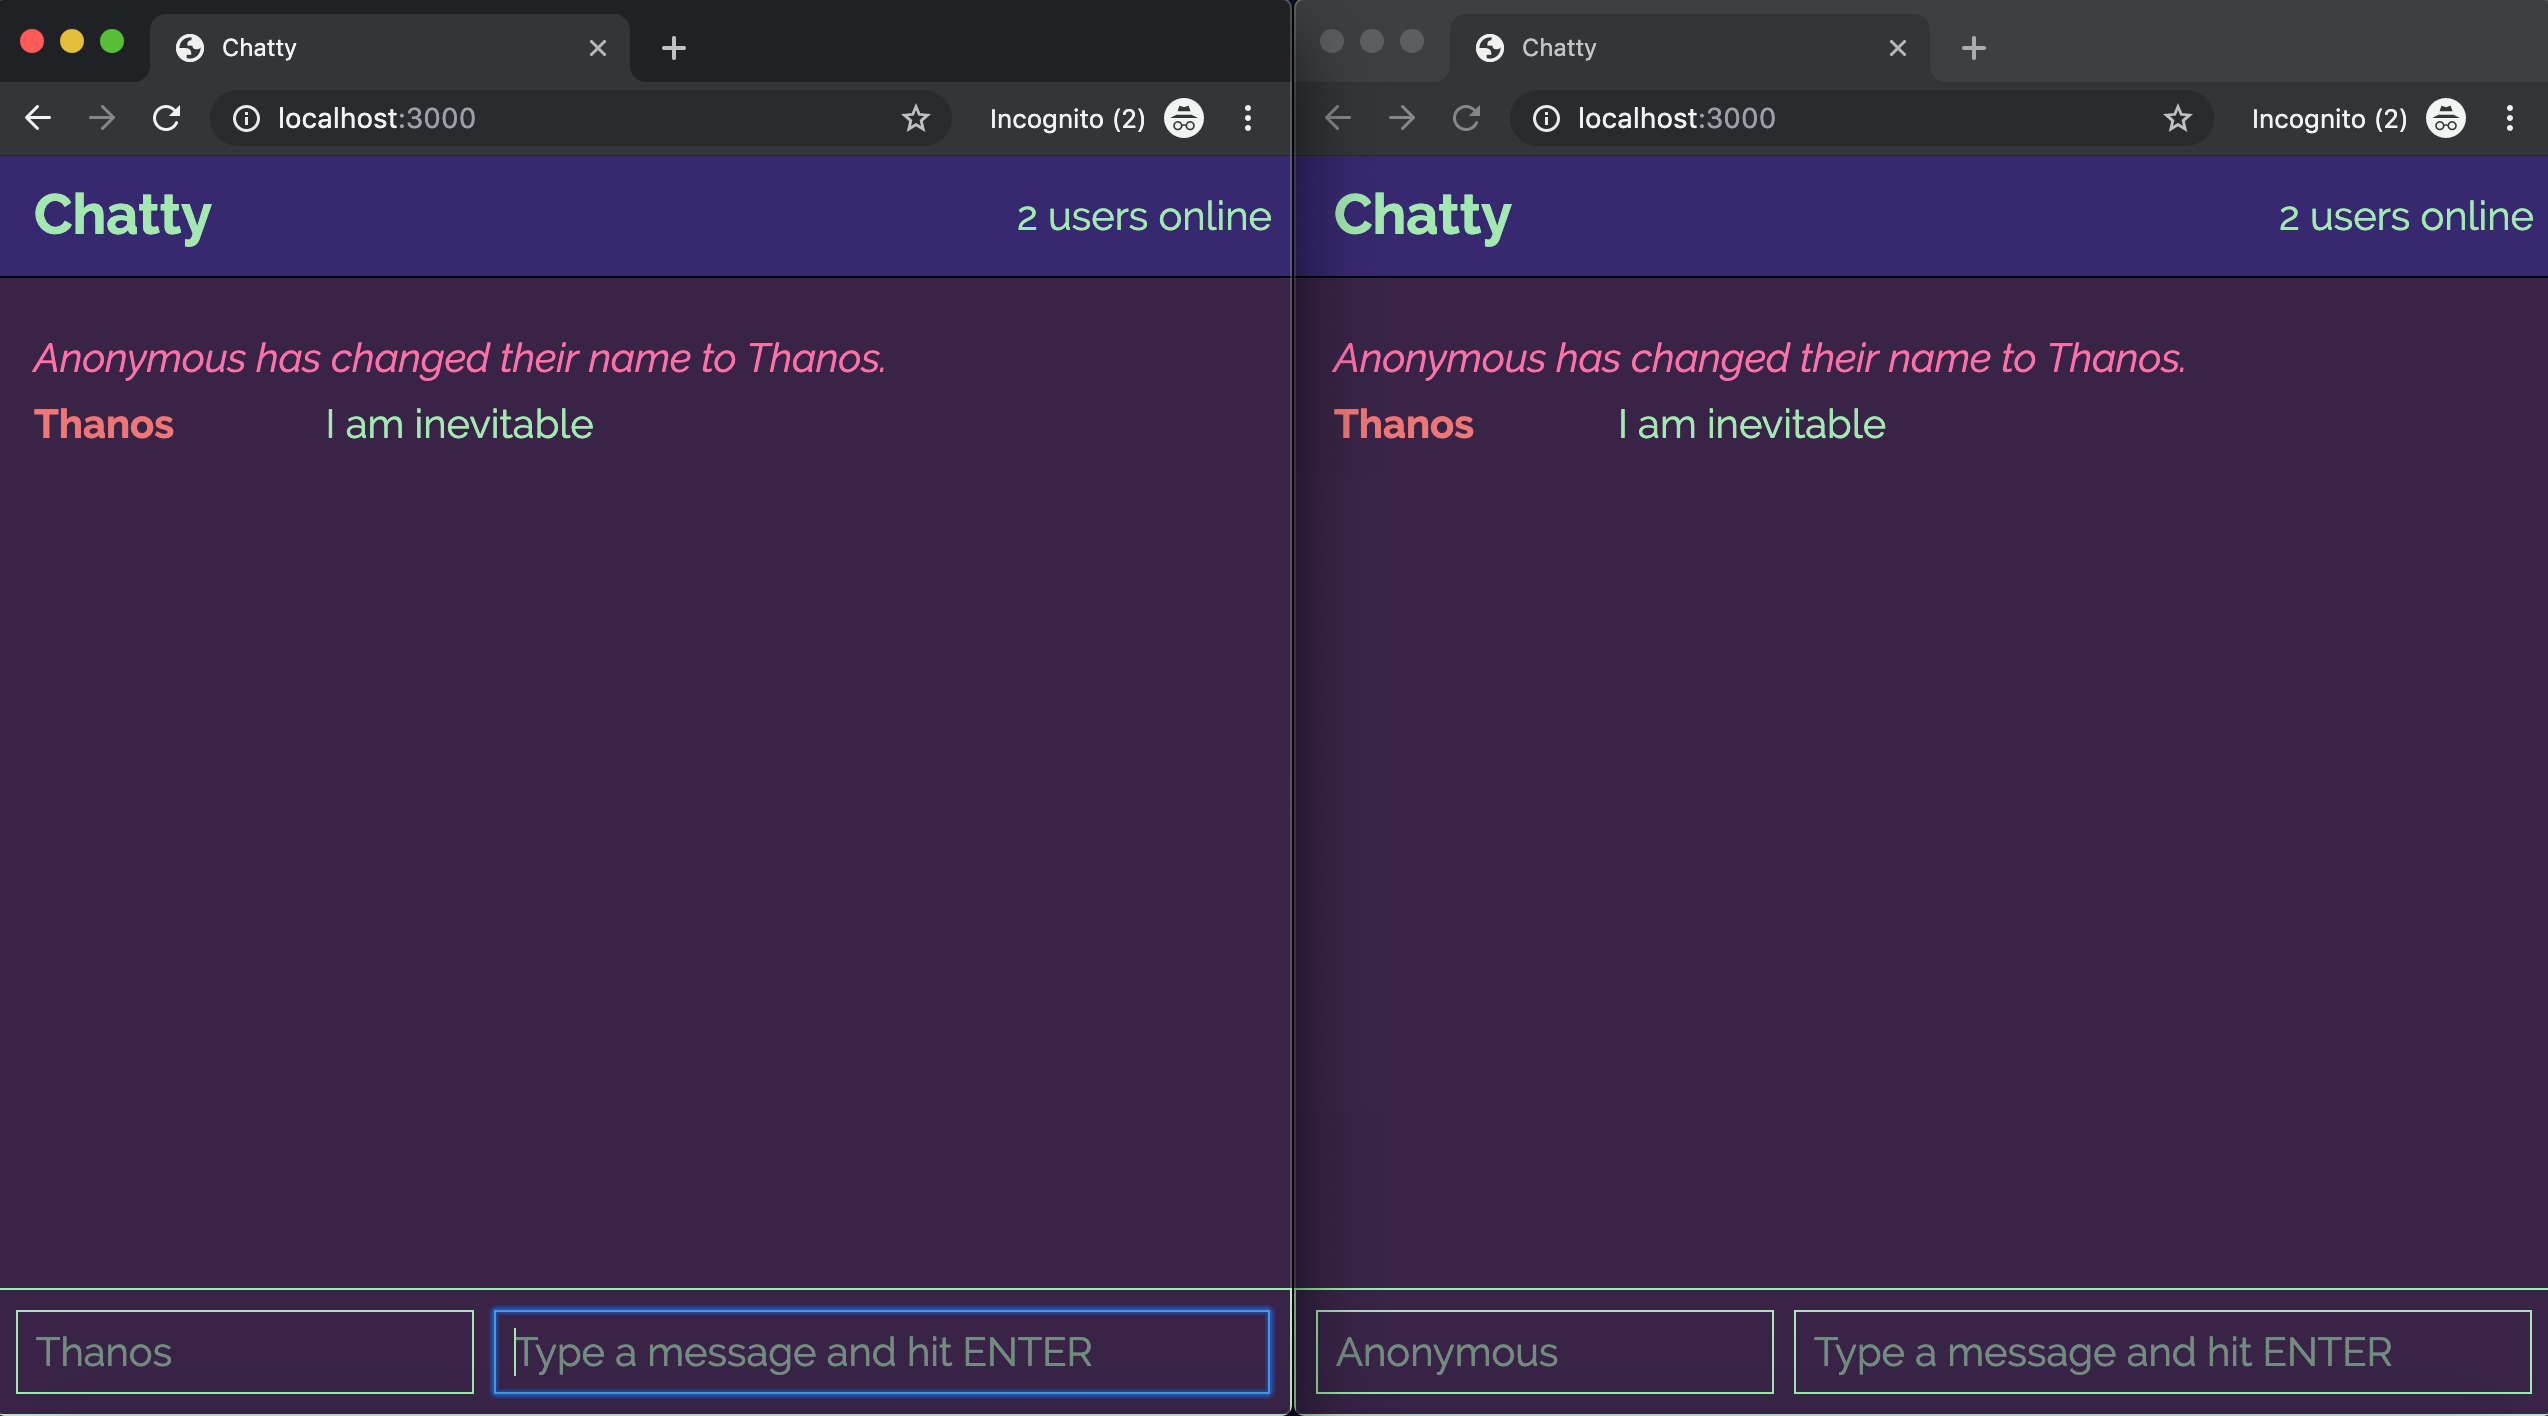 Chatty
localhost:3000
Incognito (2)
Chatty
2 users online
Anonymous has changed their name to Thanos.
Thanos I am inevitable
Thanos
Type a message and hit ENTER
Chatty
localhost:3000
Incognito (2)
Chatty
2 users online
Anonymous has changed their name to Thanos.
Thanos I am inevitable
Anonymous
Type a message and hit ENTER